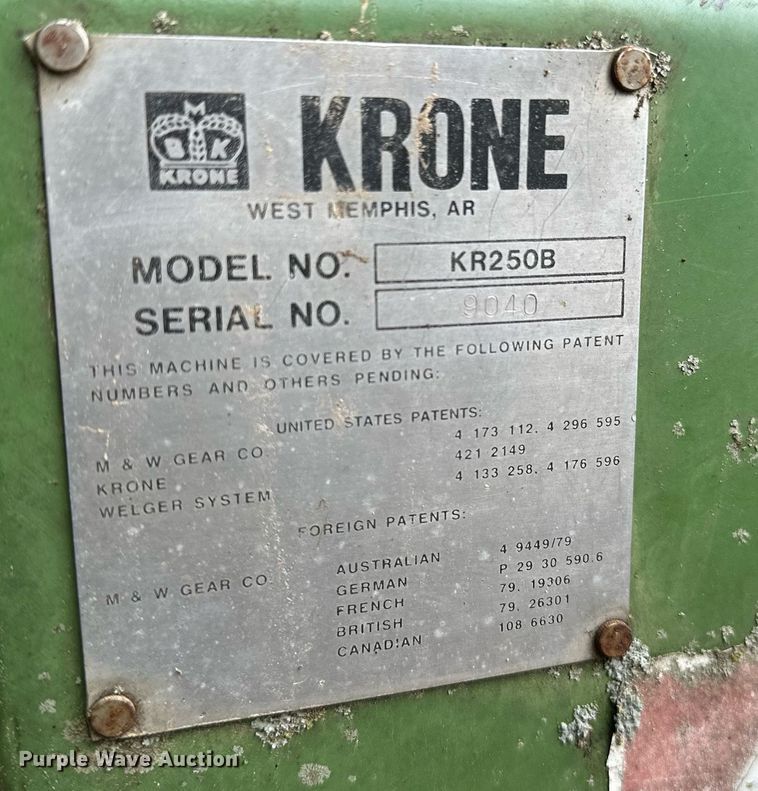 M
B K
KRONE
KRONE
WEST MEMPHIS, AR
MODEL NO. KR250B
SERIAL NO. 9040
THIS MACHINE IS COVERED BY THE FOLLOWING PATENT
NUMBERS AND OTHERS PENDING:
UNITED STATES PATENTS:
M & W GEAR CO. 4 173 112. 4 296 595
KRONE 421 2149
WELGER SYSTEM 4 133 258. 4 176 596
FOREIGN PATENTS:
M & W GEAR CO. AUSTRALIAN 4 9449/79
GERMAN P 29 30 590.6
FRENCH 79. 19306
BRITISH 79. 26301
CANADIAN 108 6630
Purple Wave Auction